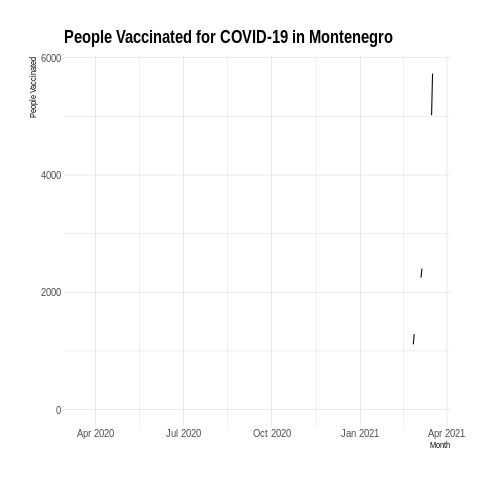 People Vaccinated for COVID-19 in Montenegro
People Vaccinated
6000
4000
2000
0
Apr 2020 Jul 2020 Oct 2020 Jan 2021 Apr 2021
Month